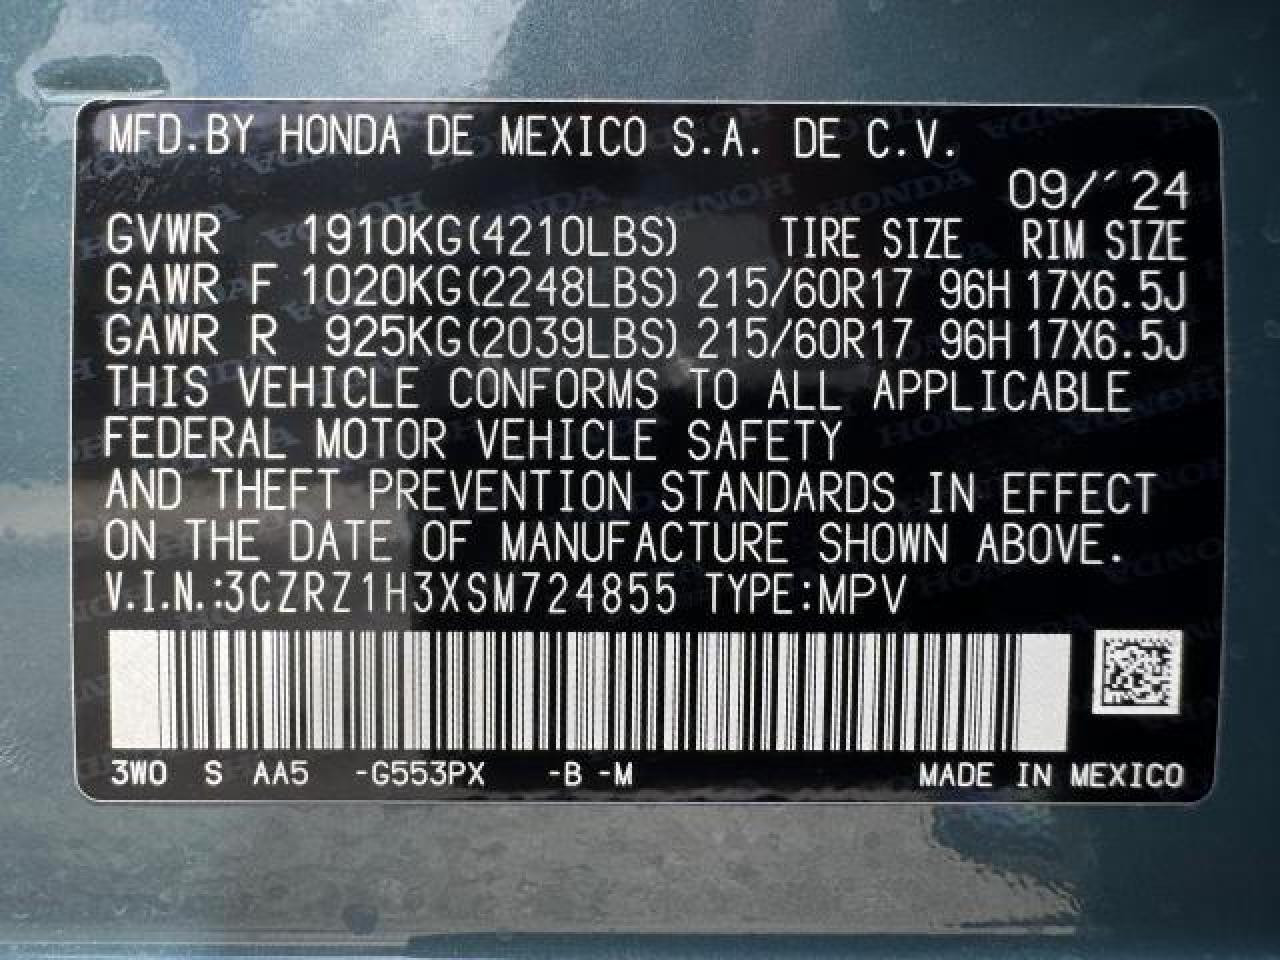 MFD.BY HONDA DE MEXICO S.A. DE C.V.
09/´24
GVWR 1910KG(4210LBS) TIRE SIZE RIM SIZE
GAWR F 1020KG(2248LBS) 215/60R17 96H 17X6.5J
GAWR R 925KG(2039LBS) 215/60R17 96H 17X6.5J
THIS VEHICLE CONFORMS TO ALL APPLICABLE
FEDERAL MOTOR VEHICLE SAFETY
AND THEFT PREVENTION STANDARDS IN EFFECT
ON THE DATE OF MANUFACTURE SHOWN ABOVE.
V.I.N.:3CZRZ1H3XSM724855 TYPE:MPV
3W0 S AA5 -G553PX -B -M MADE IN MEXICO